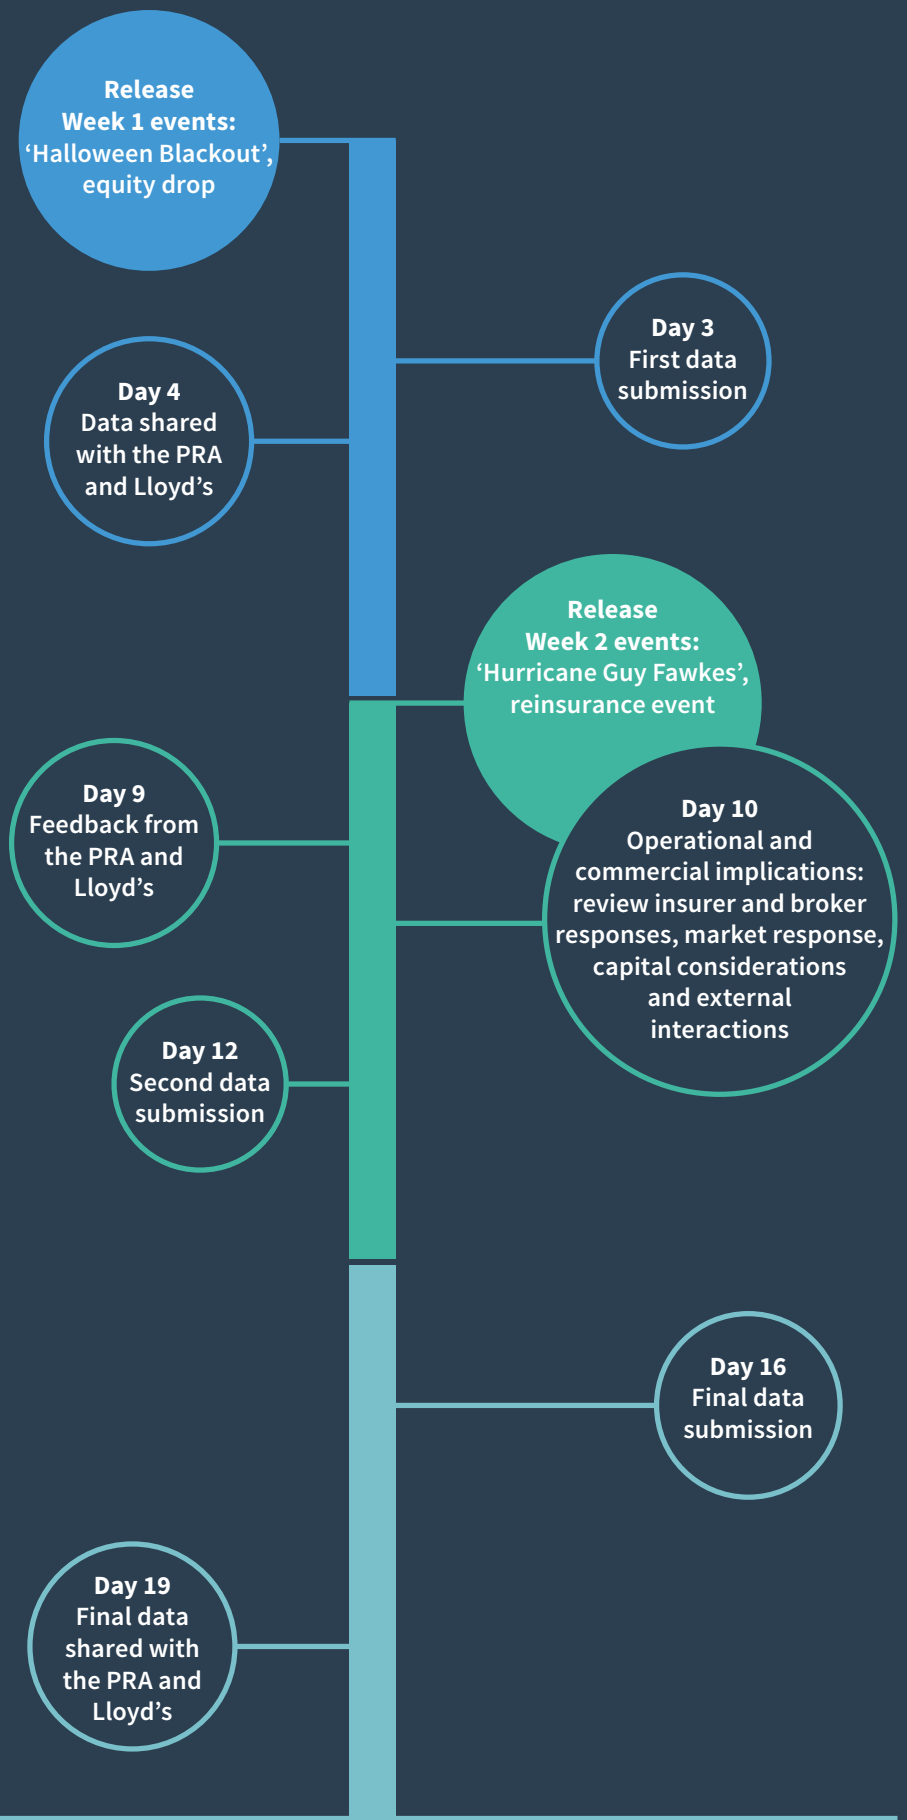 Release
Week 1 events:
‘Halloween Blackout’,
equity drop
Day 3
First data
submission
Day 4
Data shared
with the PRA
and Lloyd’s
Release
Week 2 events:
‘Hurricane Guy Fawkes’,
reinsurance event
Day 9
Feedback from
the PRA and
Lloyd’s
Day 10
Operational and
commercial implications:
review insurer and broker
responses, market response,
capital considerations
and external
interactions
Day 12
Second data
submission
Day 16
Final data
submission
Day 19
Final data
shared with
the PRA and
Lloyd’s